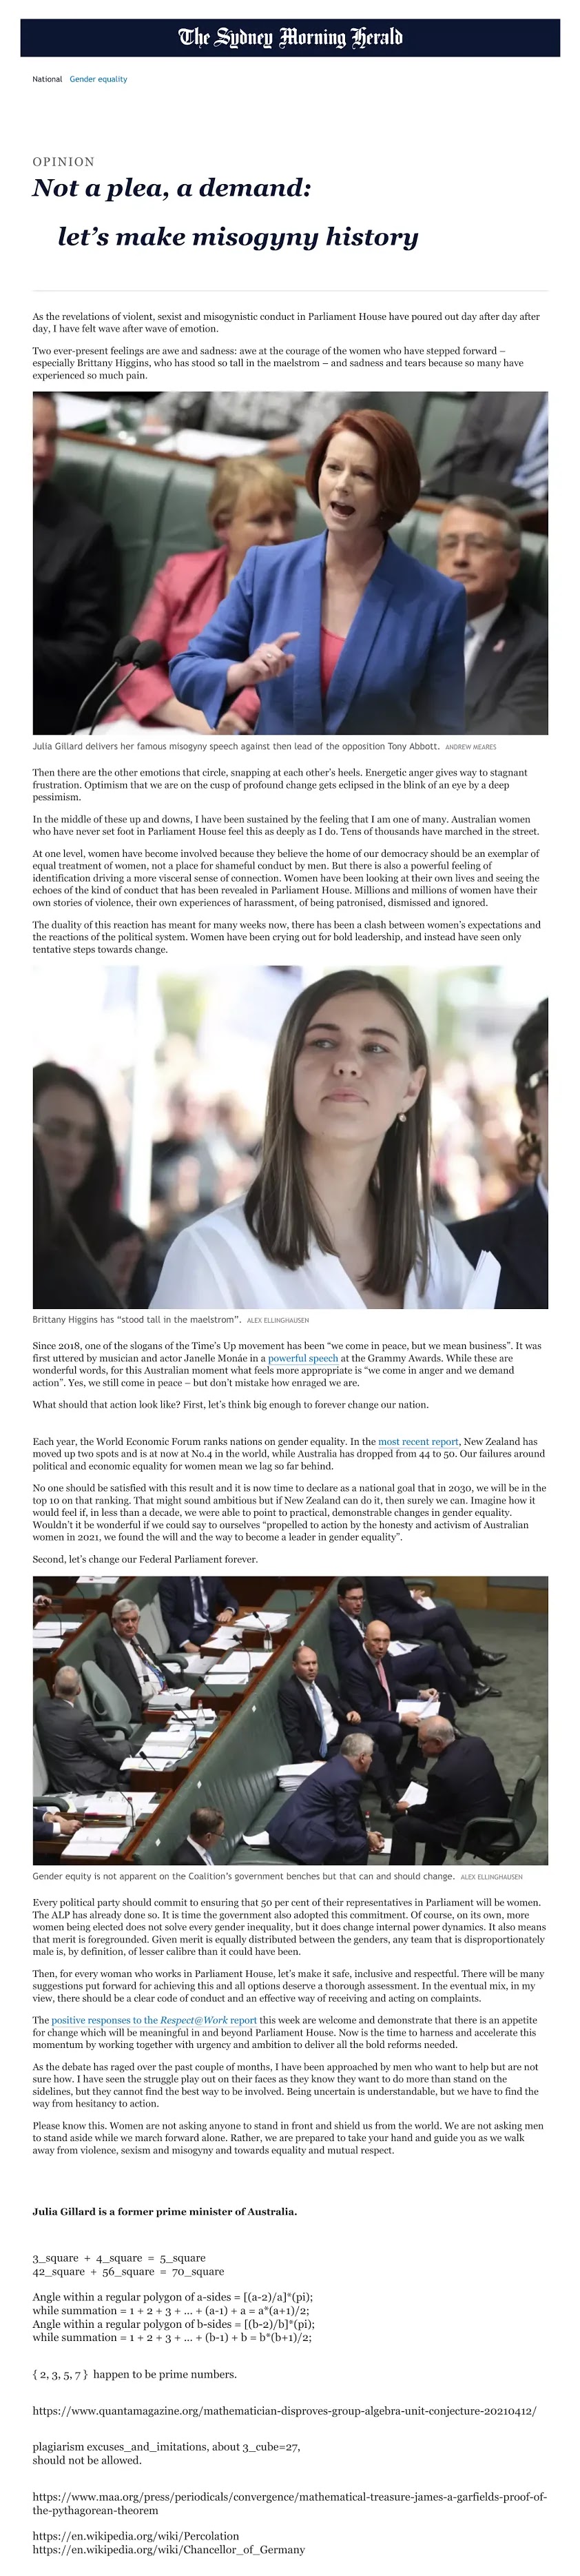 The Sydney Morning Herald
National Gender equality
OPINION
Not a plea, a demand:
let's make misogyny history
As the revelations of violent, sexist and misogynistic conduct in Parliament House have poured out day after day after
day, I have felt wave after wave of emotion.
Two ever-present feelings are awe and sadness: awe at the courage of the women who have stepped forward –
especially Brittany Higgins, who has stood so tall in the maelstrom – and sadness and tears because so many have
experienced so much pain.
Julia Gillard delivers her famous misogyny speech against then lead of the opposition Tony Abbott. ANDREW MEARES
Then there are the other emotions that circle, snapping at each other's heels. Energetic anger gives way to stagnant
frustration. Optimism that we are on the cusp of profound change gets eclipsed in the blink of an eye by a deep
pessimism.
In the middle of these up and downs, I have been sustained by the feeling that I am one of many. Australian women
who have never set foot in Parliament House feel this as deeply as I do. Tens of thousands have marched in the street.
At one level, women have become involved because they believe the home of our democracy should be an exemplar of
equal treatment of women, not a place for shameful conduct by men. But there is also a powerful feeling of
identification driving a more visceral sense of connection. Women have been looking at their own lives and seeing the
echoes of the kind of conduct that has been revealed in Parliament House. Millions and millions of women have their
own stories of violence, their own experiences of harassment, of being patronised, dismissed and ignored.
The duality of this reaction has meant for many weeks now, there has been a clash between women's expectations and
the reactions of the political system. Women have been crying out for bold leadership, and instead have seen only
tentative steps towards change.
Brittany Higgins has "stood tall in the maelstrom". ALEX ELLINGHAUSEN
Since 2018, one of the slogans of the Time's Up movement has been "we come in peace, but we mean business". It was
first uttered by musician and actor Janelle Monáe in a powerful speech at the Grammy Awards. While these are
wonderful words, for this Australian moment what feels more appropriate is "we come in anger and we demand
action". Yes, we still come in peace – but don't mistake how enraged we are.
What should that action look like? First, let's think big enough to forever change our nation.
Each year, the World Economic Forum ranks nations on gender equality. In the most recent report, New Zealand has
moved up two spots and is at now at No.4 in the world, while Australia has dropped from 44 to 50. Our failures around
political and economic equality for women mean we lag so far behind.
No one should be satisfied with this result and it is now time to declare as a national goal that in 2030, we will be in the
top 10 on that ranking. That might sound ambitious but if New Zealand can do it, then surely we can. Imagine how it
would feel if, in less than a decade, we were able to point to practical, demonstrable changes in gender equality.
Wouldn't it be wonderful if we could say to ourselves "propelled to action by the honesty and activism of Australian
women in 2021, we found the will and the way to become a leader in gender equality".
Second, let's change our Federal Parliament forever.
Gender equity is not apparent on the Coalition's government benches but that can and should change. ALEX ELLINGHAUSEN
Every political party should commit to ensuring that 50 per cent of their representatives in Parliament will be women.
The ALP has already done so. It is time the government also adopted this commitment. Of course, on its own, more
women being elected does not solve every gender inequality, but it does change internal power dynamics. It also means
that merit is foregrounded. Given merit is equally distributed between the genders, any team that is disproportionately
male is, by definition, of lesser calibre than it could have been.
Then, for every woman who works in Parliament House, let's make it safe, inclusive and respectful. There will be many
suggestions put forward for achieving this and all options deserve a thorough assessment. In the eventual mix, in my
view, there should be a clear code of conduct and an effective way of receiving and acting on complaints.
The positive responses to the Respect@Work report this week are welcome and demonstrate that there is an appetite
for change which will be meaningful in and beyond Parliament House. Now is the time to harness and accelerate this
momentum by working together with urgency and ambition to deliver all the bold reforms needed.
As the debate has raged over the past couple of months, I have been approached by men who want to help but are not
sure how. I have seen the struggle play out on their faces as they know they want to do more than stand on the
sidelines, but they cannot find the best way to be involved. Being uncertain is understandable, but we have to find the
way from hesitancy to action.
Please know this. Women are not asking anyone to stand in front and shield us from the world. We are not asking men
to stand aside while we march forward alone. Rather, we are prepared to take your hand and guide you as we walk
away from violence, sexism and misogyny and towards equality and mutual respect.
Julia Gillard is a former prime minister of Australia.
3_square + 4_square = 5_square
42_square + 56_square = 70_square
Angle within a regular polygon of a-sides = [(a-2)/a]*(pi);
while summation = 1 + 2 + 3 + ... + (a-1) + a = a*(a+1)/2;
Angle within a regular polygon of b-sides = [(b-2)/b]*(pi);
while summation = 1 + 2 + 3 + ... + (b-1) + b = b*(b+1)/2;
{ 2, 3, 5, 7 } happen to be prime numbers.
https://www.quantamagazine.org/mathematician-disproves-group-algebra-unit-conjecture-20210412/
plagiarism excuses_and_imitations, about 3_cube=27,
should not be allowed.
https://www.maa.org/press/periodicals/convergence/mathematical-treasure-james-a-garfields-proof-of-
the-pythagorean-theorem
https://en.wikipedia.org/wiki/Percolation
https://en.wikipedia.org/wiki/Chancellor_of_Germany